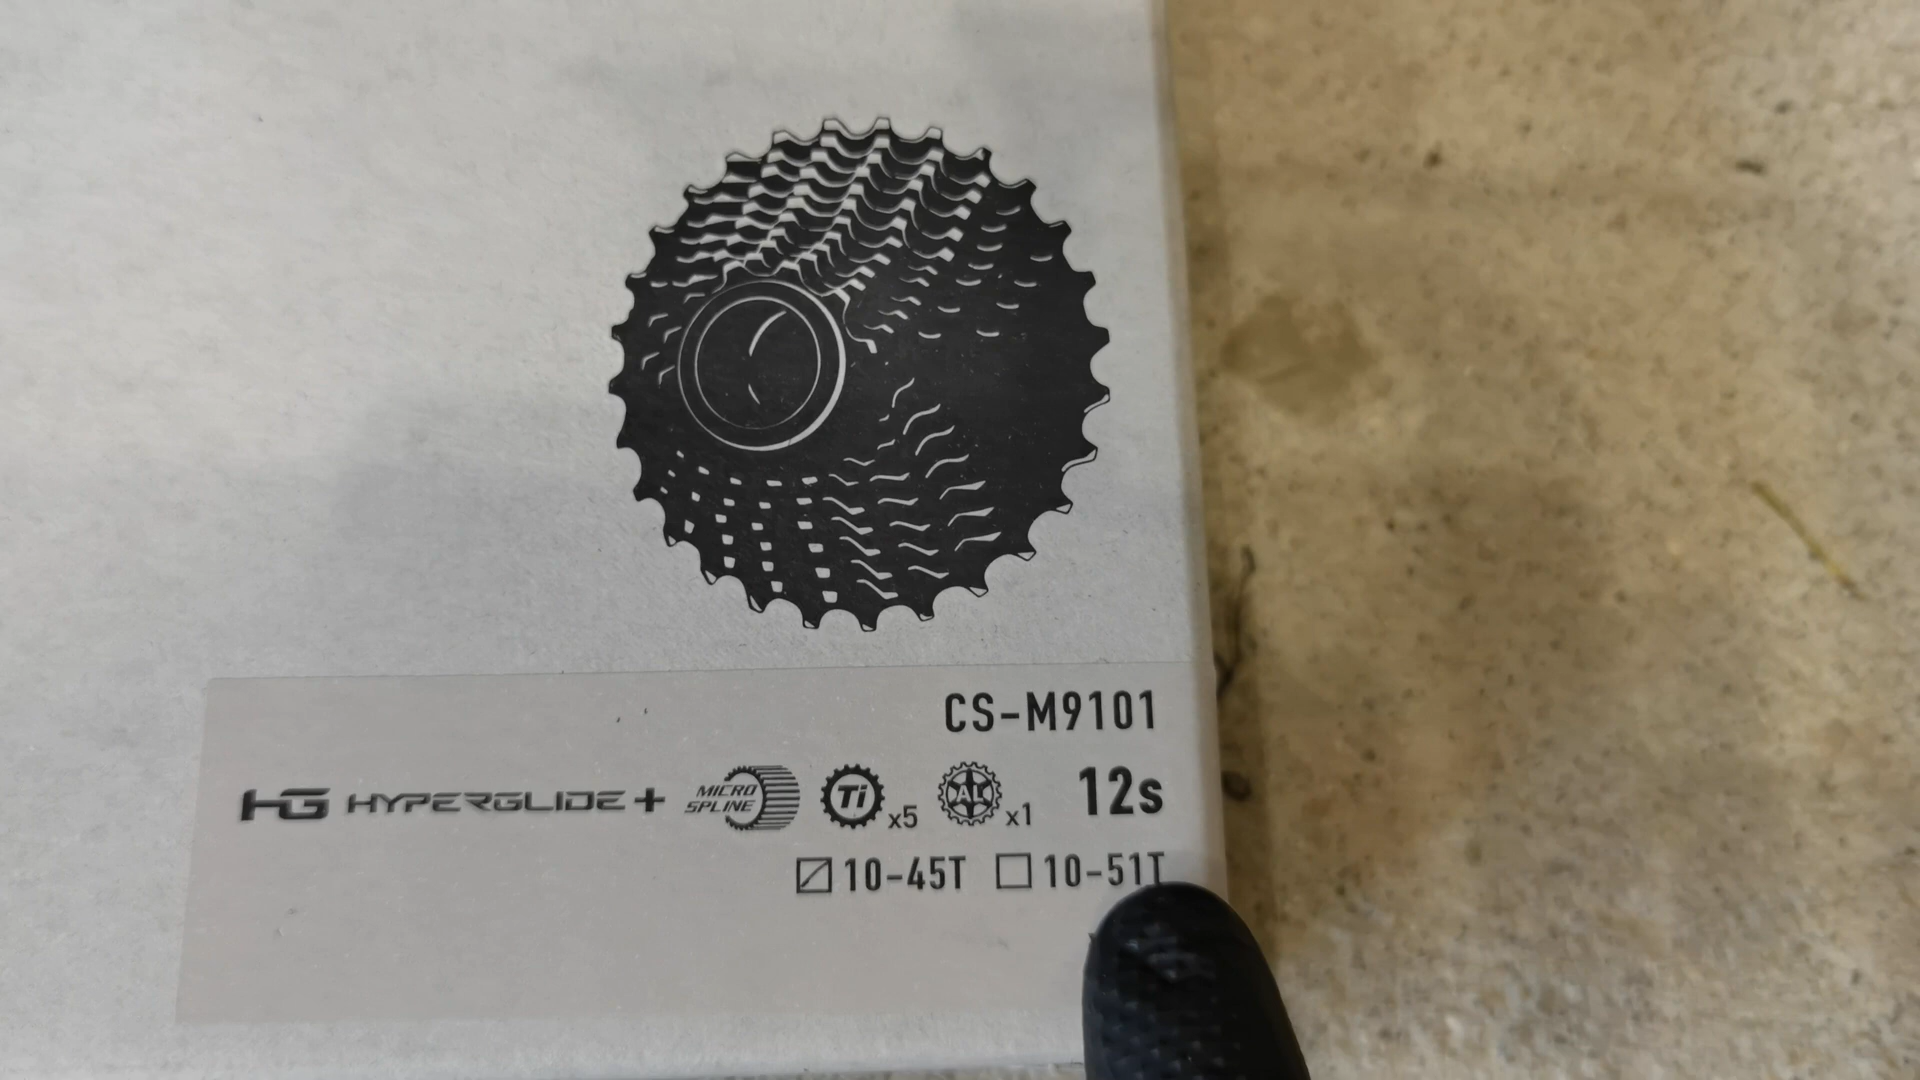 CS-M9101
HG HYPERGLIDE+ MICRO SPLINE Ti x5 AL x1 12s
10-45T 10-51T